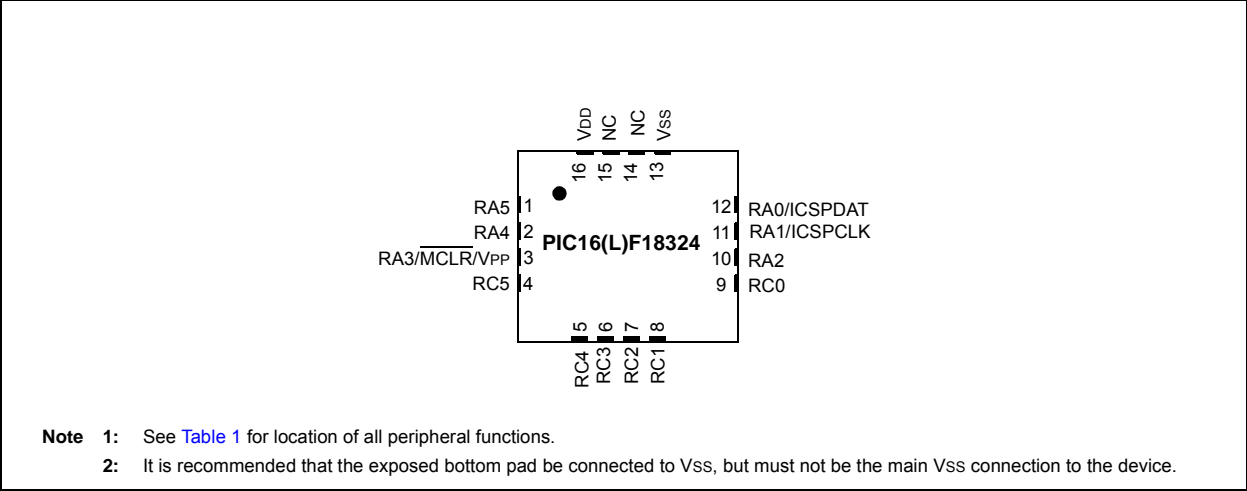 VDD
NC
NC
VSS
16
15
14
13
RA5 1
RA4 2
RA3/MCLR/VPP 3
RC5 4
PIC16(L)F18324
12 RA0/ICSPDAT
11 RA1/ICSPCLK
10 RA2
9 RC0
5
6
7
8
RC4
RC3
RC2
RC1
Note 1: See Table 1 for location of all peripheral functions.
2: It is recommended that the exposed bottom pad be connected to VSS, but must not be the main VSS connection to the device.